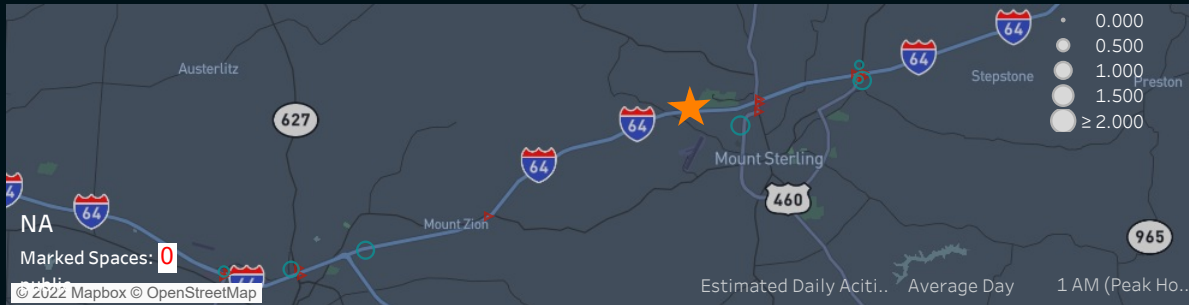 64
0.000
0.500
1.000
1.500
≥ 2.000
64
Austerlitz
Stepstone
Preston
627
64
Mount Sterling
64
460
64
NA
Mount Zion
965
Marked Spaces: 0
64
public
Estimated Daily Aciti..
Average Day
1 AM (Peak Ho..
© 2022 Mapbox © OpenStreetMap